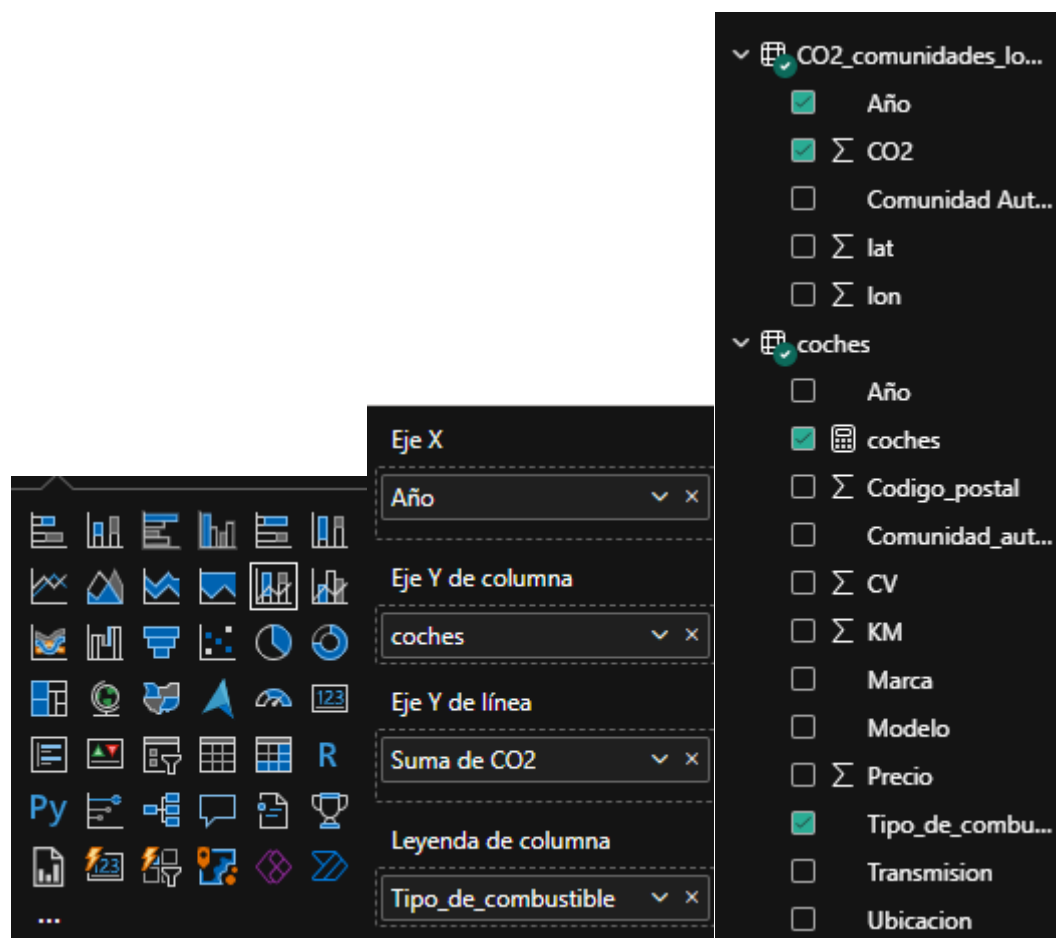 123
R
Py
123
...
Eje X
Año
Eje Y de columna
coches
Eje Y de línea
Suma de CO2
Leyenda de columna
Tipo_de_combustible
CO2_comunidades_lo...
Año
∑ CO2
Comunidad Aut...
∑ lat
∑ lon
coches
Año
coches
∑ Codigo_postal
Comunidad_aut...
∑ CV
∑ KM
Marca
Modelo
∑ Precio
Tipo_de_combu...
Transmision
Ubicacion